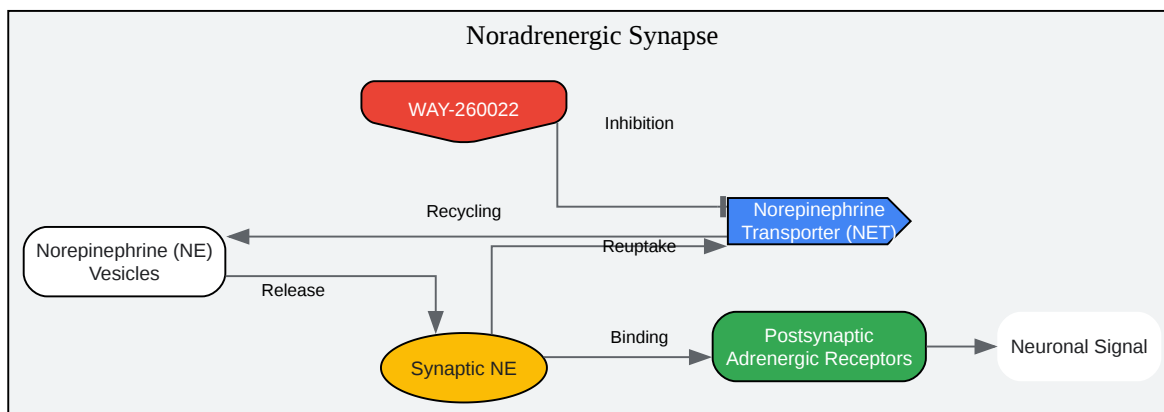 Noradrenergic Synapse
WAY-260022
Inhibition
Recycling
Norepinephrine
Transporter (NET)
Reuptake
Norepinephrine (NE)
Vesicles
Release
Synaptic NE
Binding
Postsynaptic
Adrenergic Receptors
Neuronal Signal